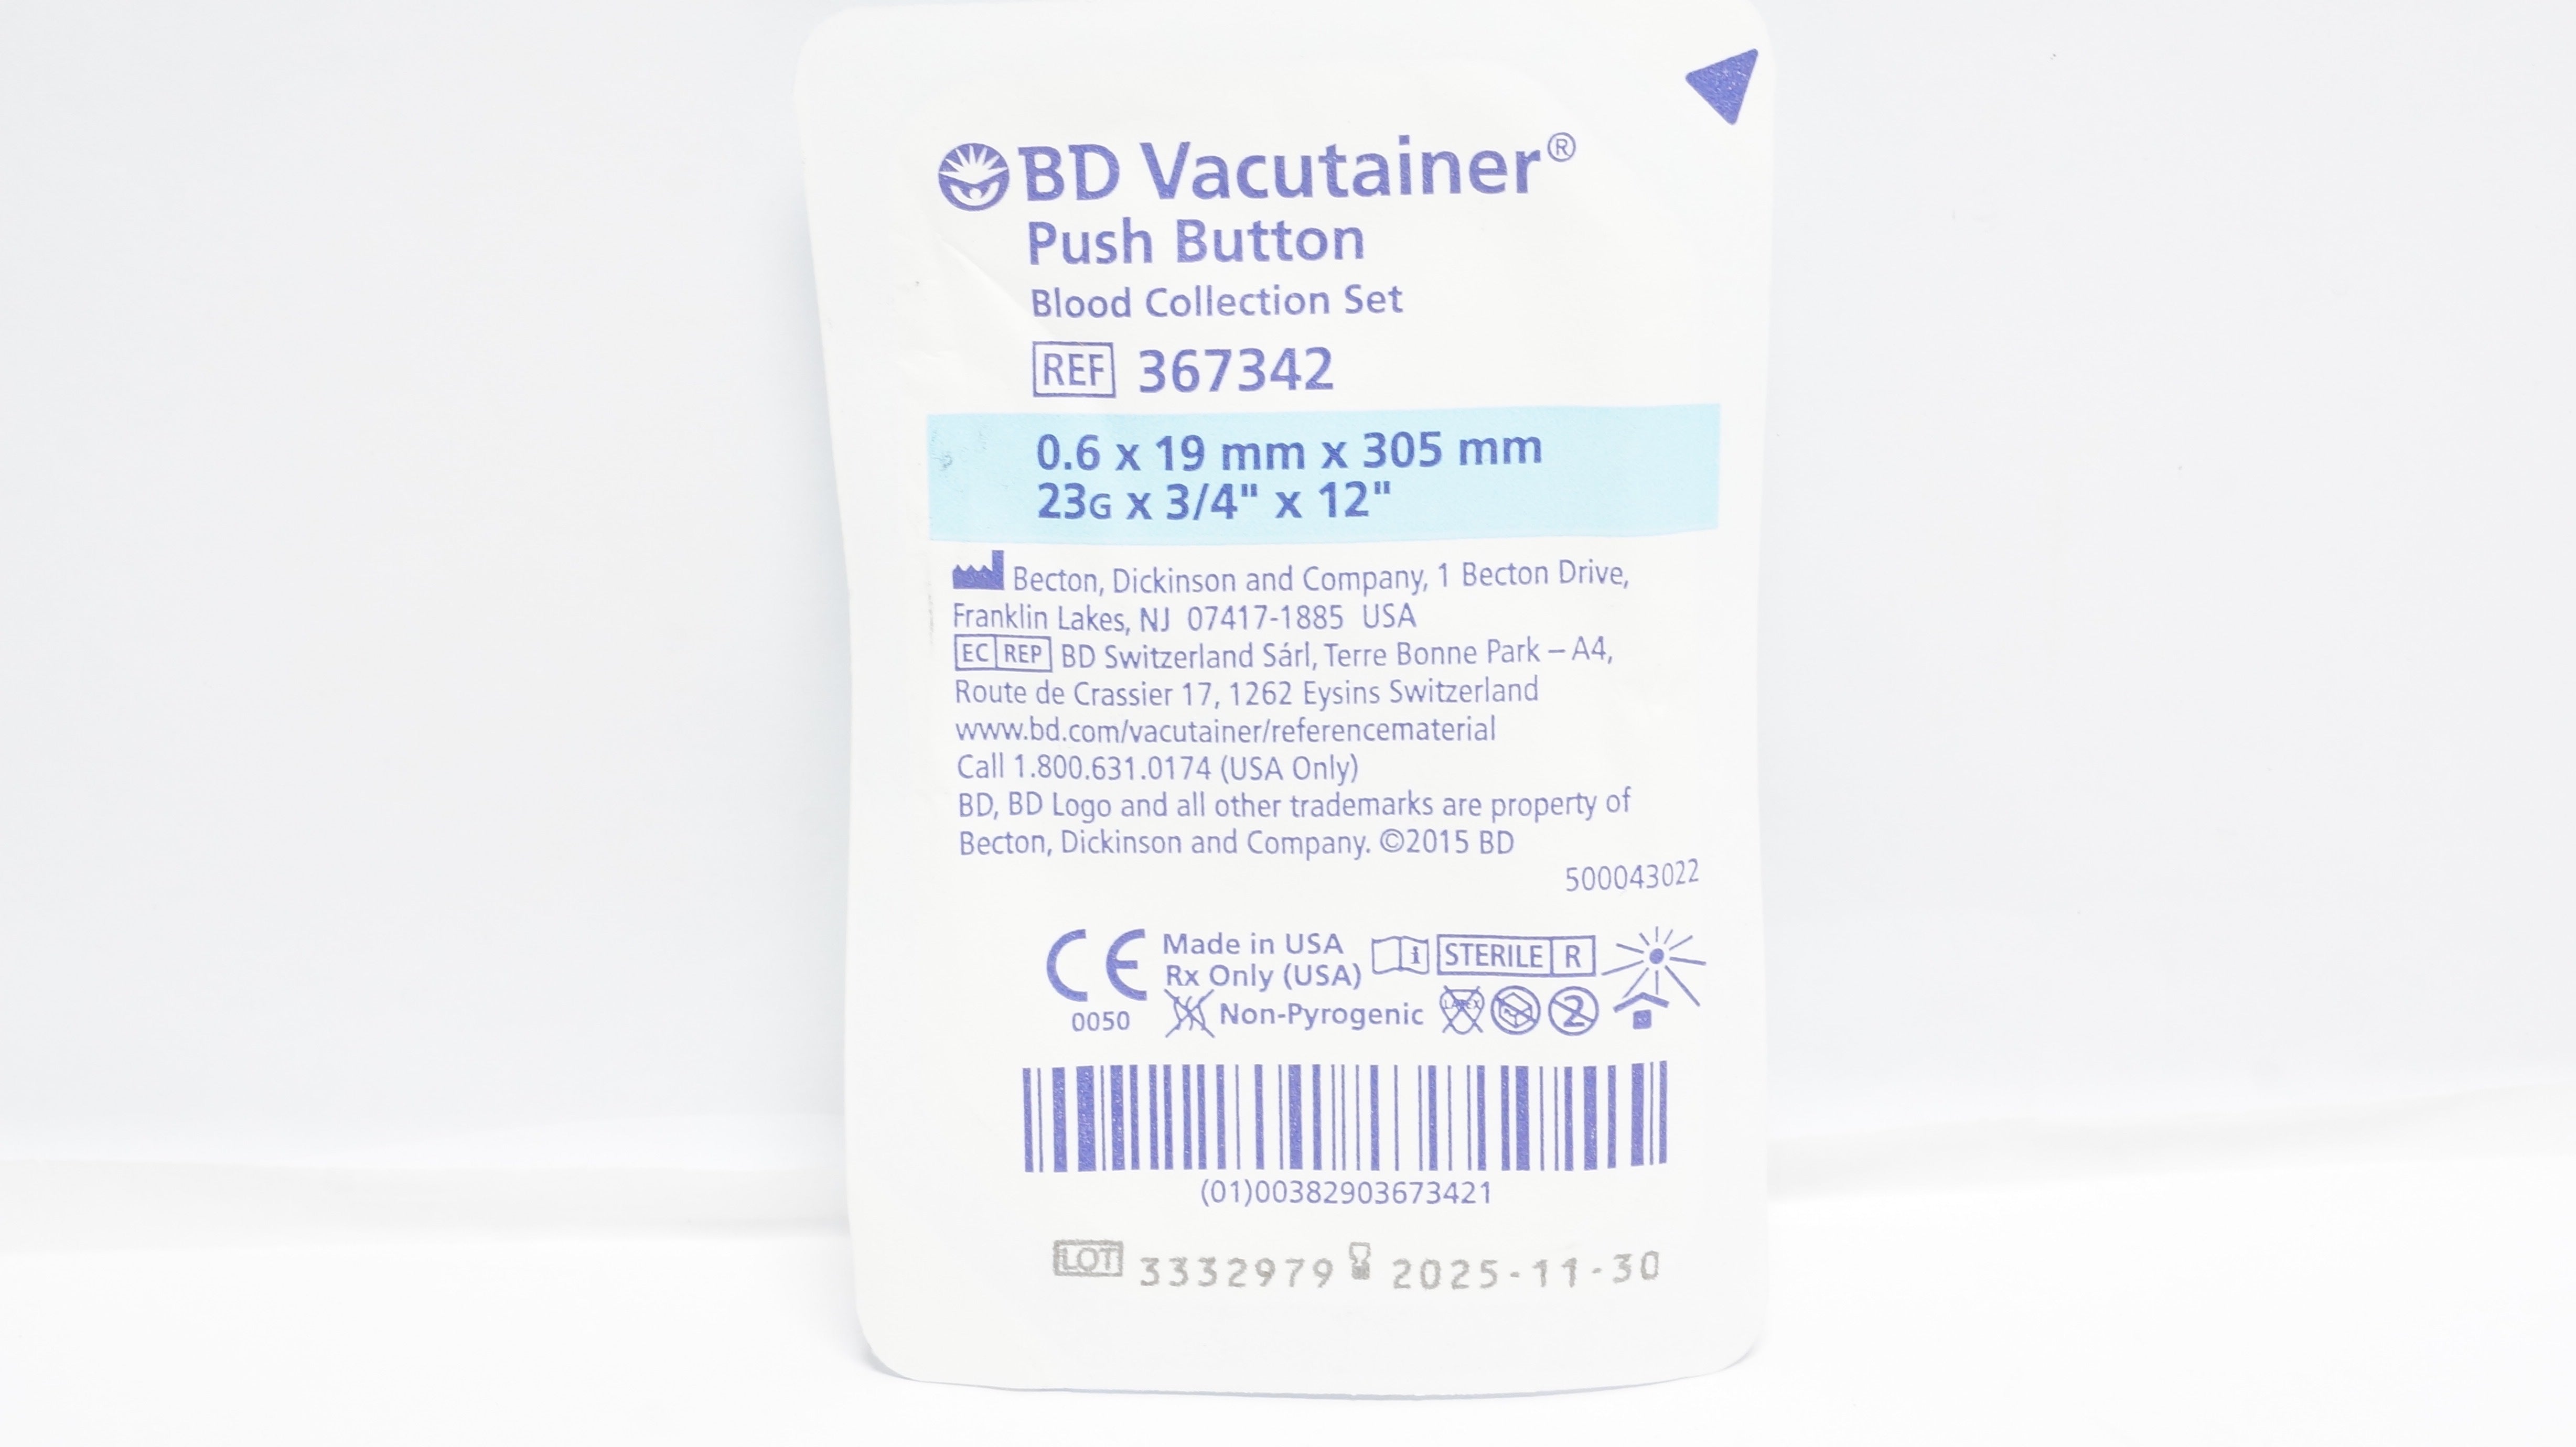 BD Vacutainer®
Push Button
Blood Collection Set
REF 367342
0.6 x 19 mm x 305 mm
23G x 3/4" x 12"
Becton, Dickinson and Company, 1 Becton Drive,
Franklin Lakes, NJ 07417-1885 USA
EC REP BD Switzerland Sárl, Terre Bonne Park – A4,
Route de Crassier 17, 1262 Eysins Switzerland
www.bd.com/vacutainer/referencematerial
Call 1.800.631.0174 (USA Only)
BD, BD Logo and all other trademarks are property of
Becton, Dickinson and Company. ©2015 BD
500043022
CE Made in USA i STERILE R
Rx Only (USA)
0050 Non-Pyrogenic LATEX 2
(01)00382903673421
LOT 3332979 2025-11-30